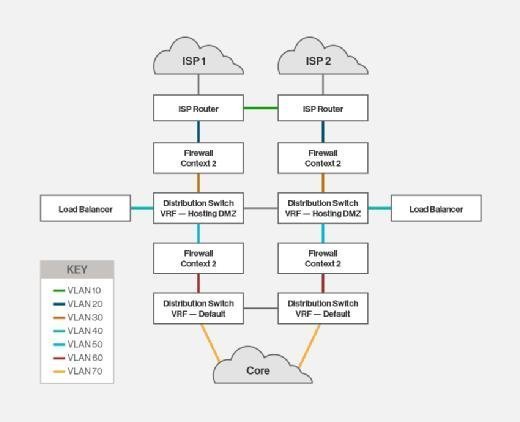 ISP 1
ISP 2
ISP Router
ISP Router
Firewall
Context 2
Firewall
Context 2
Load Balancer
Distribution Switch
VRF — Hosting DMZ
Distribution Switch
VRF — Hosting DMZ
Load Balancer
Firewall
Context 2
Firewall
Context 2
Distribution Switch
VRF — Default
Distribution Switch
VRF — Default
Core
KEY
VLAN 10
VLAN 20
VLAN 30
VLAN 40
VLAN 50
VLAN 60
VLAN 70